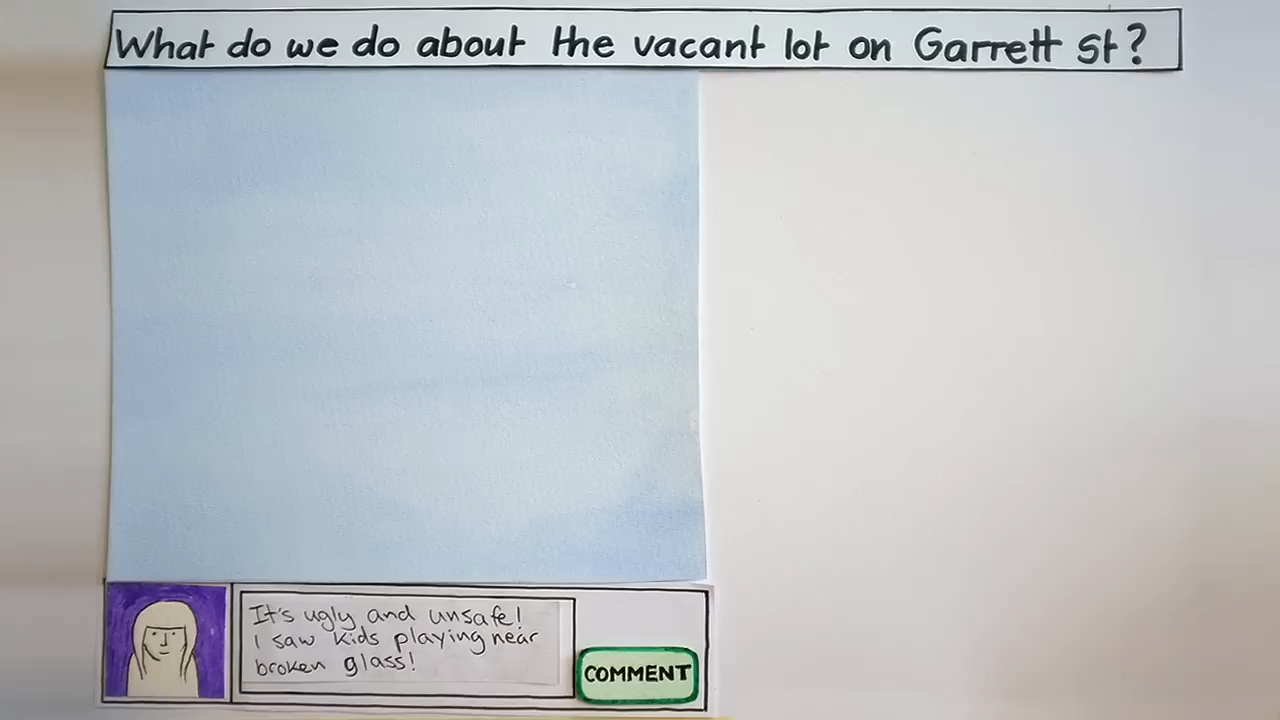 What do we do about the vacant lot on Garrett St?
It's ugly and unsafe!
I saw kids playing near
broken glass!
COMMENT